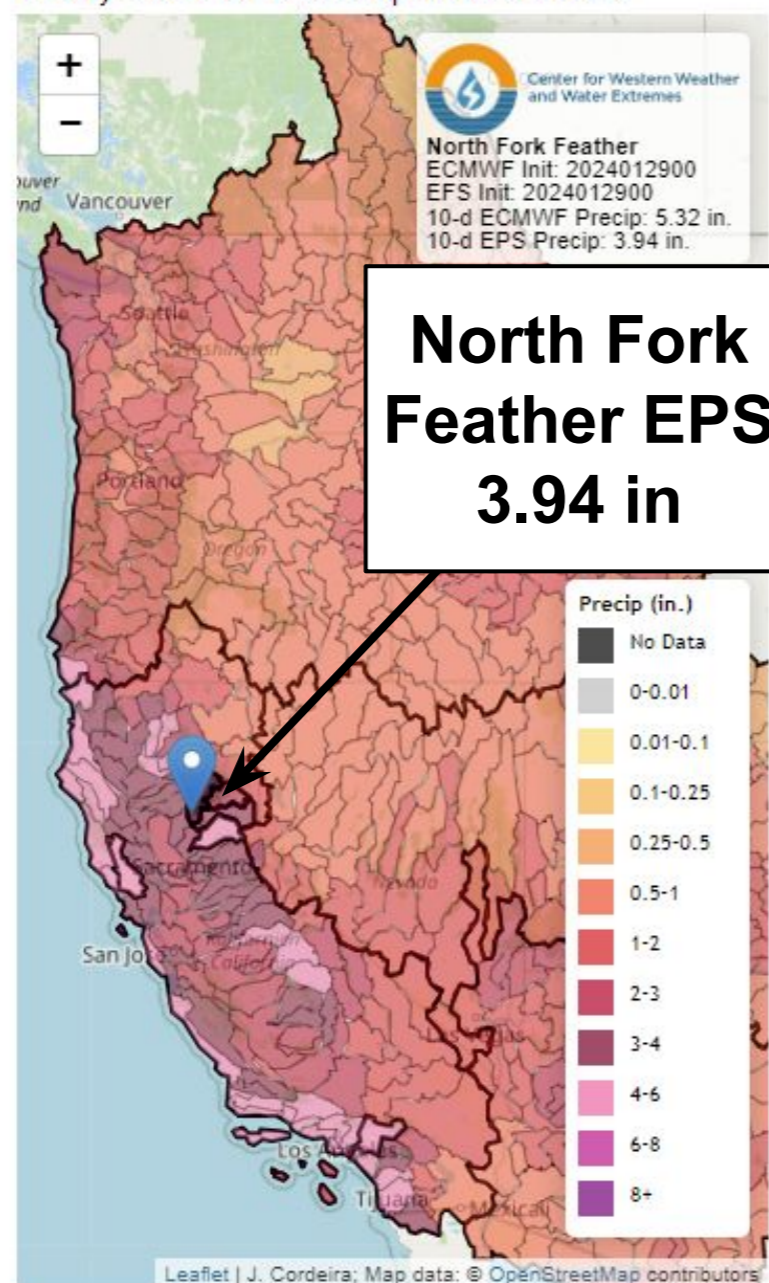 +
−
Center for Western Weather
and Water Extremes
North Fork Feather
ECMWF Init: 2024012900
EFS Init: 2024012900
10-d ECMWF Precip: 5.32 in.
10-d EPS Precip: 3.94 in.
Vancouver
Seattle
Washington
North Fork
Feather EPS
3.94 in
Portland
Oregon
Precip (in.)
No Data
0-0.01
0.01-0.1
0.1-0.25
0.25-0.5
0.5-1
1-2
2-3
3-4
4-6
6-8
8+
Sacramento
Nevada
San Jo
California
Los
Tijuana
Mexicali
Leaflet | J. Cordeira; Map data: © OpenStreetMap contributors